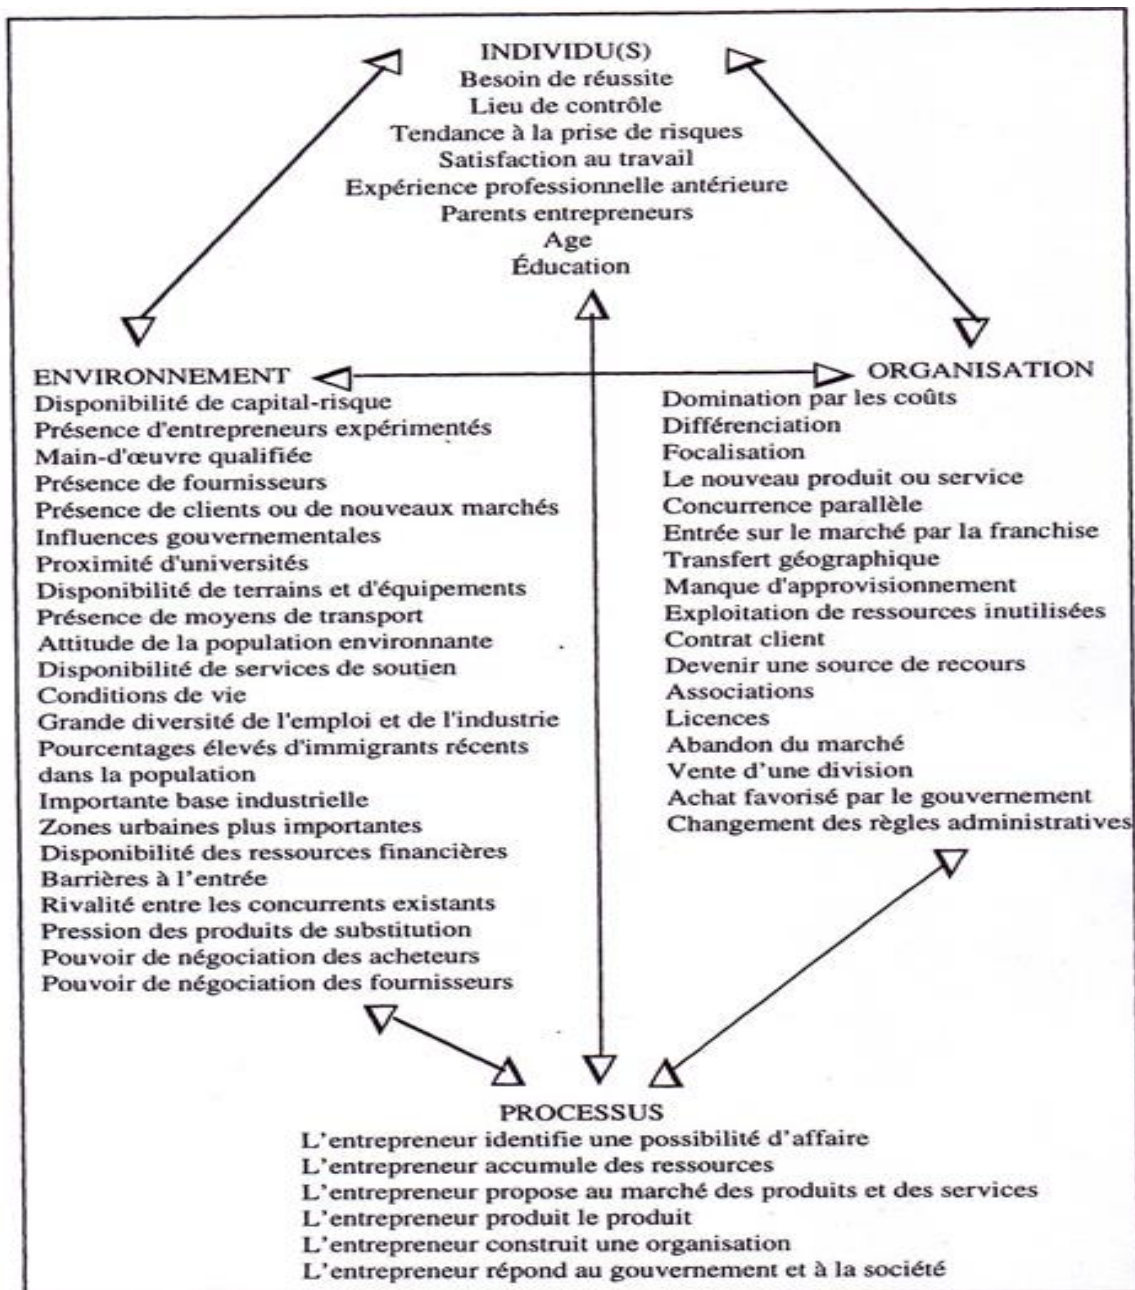 INDIVIDU(S)
Besoin de réussite
Lieu de contrôle
Tendance à la prise de risques
Satisfaction au travail
Expérience professionnelle antérieure
Parents entrepreneurs
Age
Éducation
ENVIRONNEMENT
Disponibilité de capital-risque
Présence d'entrepreneurs expérimentés
Main-d'œuvre qualifiée
Présence de fournisseurs
Présence de clients ou de nouveaux marchés
Influences gouvernementales
Proximité d'universités
Disponibilité de terrains et d'équipements
Présence de moyens de transport
Attitude de la population environnante
Disponibilité de services de soutien
Conditions de vie
Grande diversité de l'emploi et de l'industrie
Pourcentages élevés d'immigrants récents
dans la population
Importante base industrielle
Zones urbaines plus importantes
Disponibilité des ressources financières
Barrières à l'entrée
Rivalité entre les concurrents existants
Pression des produits de substitution
Pouvoir de négociation des acheteurs
Pouvoir de négociation des fournisseurs
ORGANISATION
Domination par les coûts
Différenciation
Focalisation
Le nouveau produit ou service
Concurrence parallèle
Entrée sur le marché par la franchise
Transfert géographique
Manque d'approvisionnement
Exploitation de ressources inutilisées
Contrat client
Devenir une source de recours
Associations
Licences
Abandon du marché
Vente d'une division
Achat favorisé par le gouvernement
Changement des règles administratives
PROCESSUS
L'entrepreneur identifie une possibilité d'affaire
L'entrepreneur accumule des ressources
L'entrepreneur propose au marché des produits et des services
L'entrepreneur produit le produit
L'entrepreneur construit une organisation
L'entrepreneur répond au gouvernement et à la société